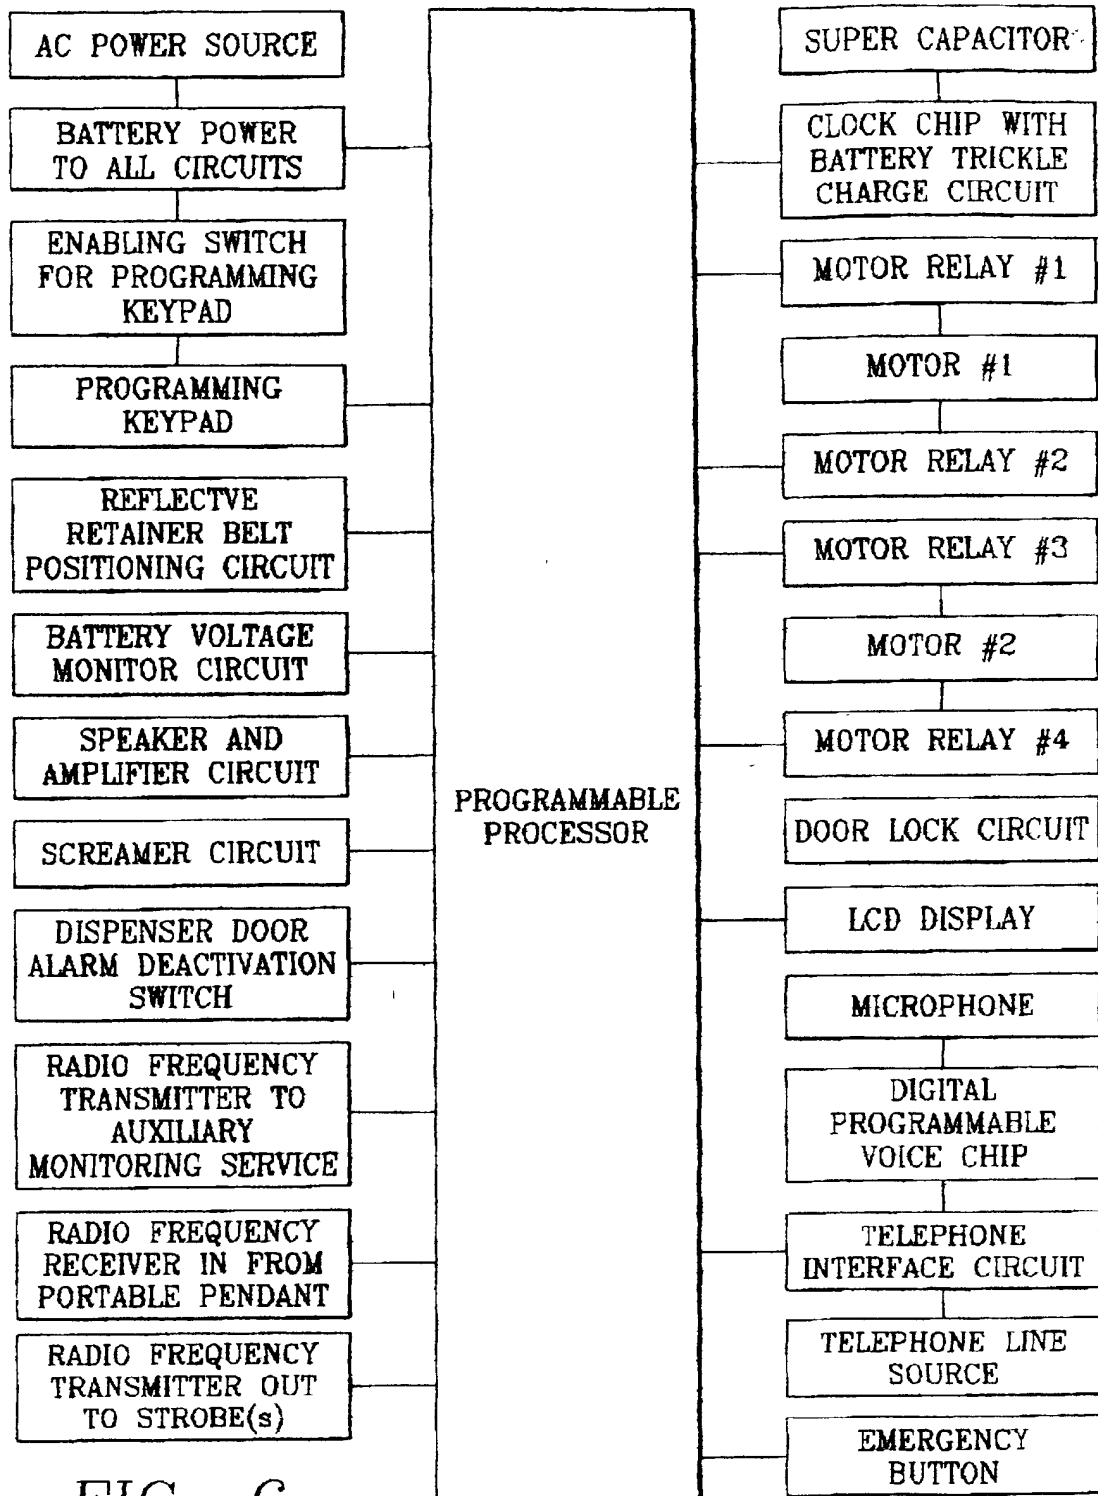 AC POWER SOURCE
BATTERY POWER
TO ALL CIRCUITS
ENABLING SWITCH
FOR PROGRAMMING
KEYPAD
PROGRAMMING
KEYPAD
REFLECTVE
RETAINER BELT
POSITIONING CIRCUIT
BATTERY VOLTAGE
MONITOR CIRCUIT
SPEAKER AND
AMPLIFIER CIRCUIT
SCREAMER CIRCUIT
DISPENSER DOOR
ALARM DEACTIVATION
SWITCH
RADIO FREQUENCY
TRANSMITTER TO
AUXILIARY
MONITORING SERVICE
RADIO FREQUENCY
RECEIVER IN FROM
PORTABLE PENDANT
RADIO FREQUENCY
TRANSMITTER OUT
TO STROBE(s)
PROGRAMMABLE
PROCESSOR
SUPER CAPACITOR
CLOCK CHIP WITH
BATTERY TRICKLE
CHARGE CIRCUIT
MOTOR RELAY #1
MOTOR #1
MOTOR RELAY #2
MOTOR RELAY #3
MOTOR #2
MOTOR RELAY #4
DOOR LOCK CIRCUIT
LCD DISPLAY
MICROPHONE
DIGITAL
PROGRAMMABLE
VOICE CHIP
TELEPHONE
INTERFACE CIRCUIT
TELEPHONE LINE
SOURCE
EMERGENCY
BUTTON
FIG. 6